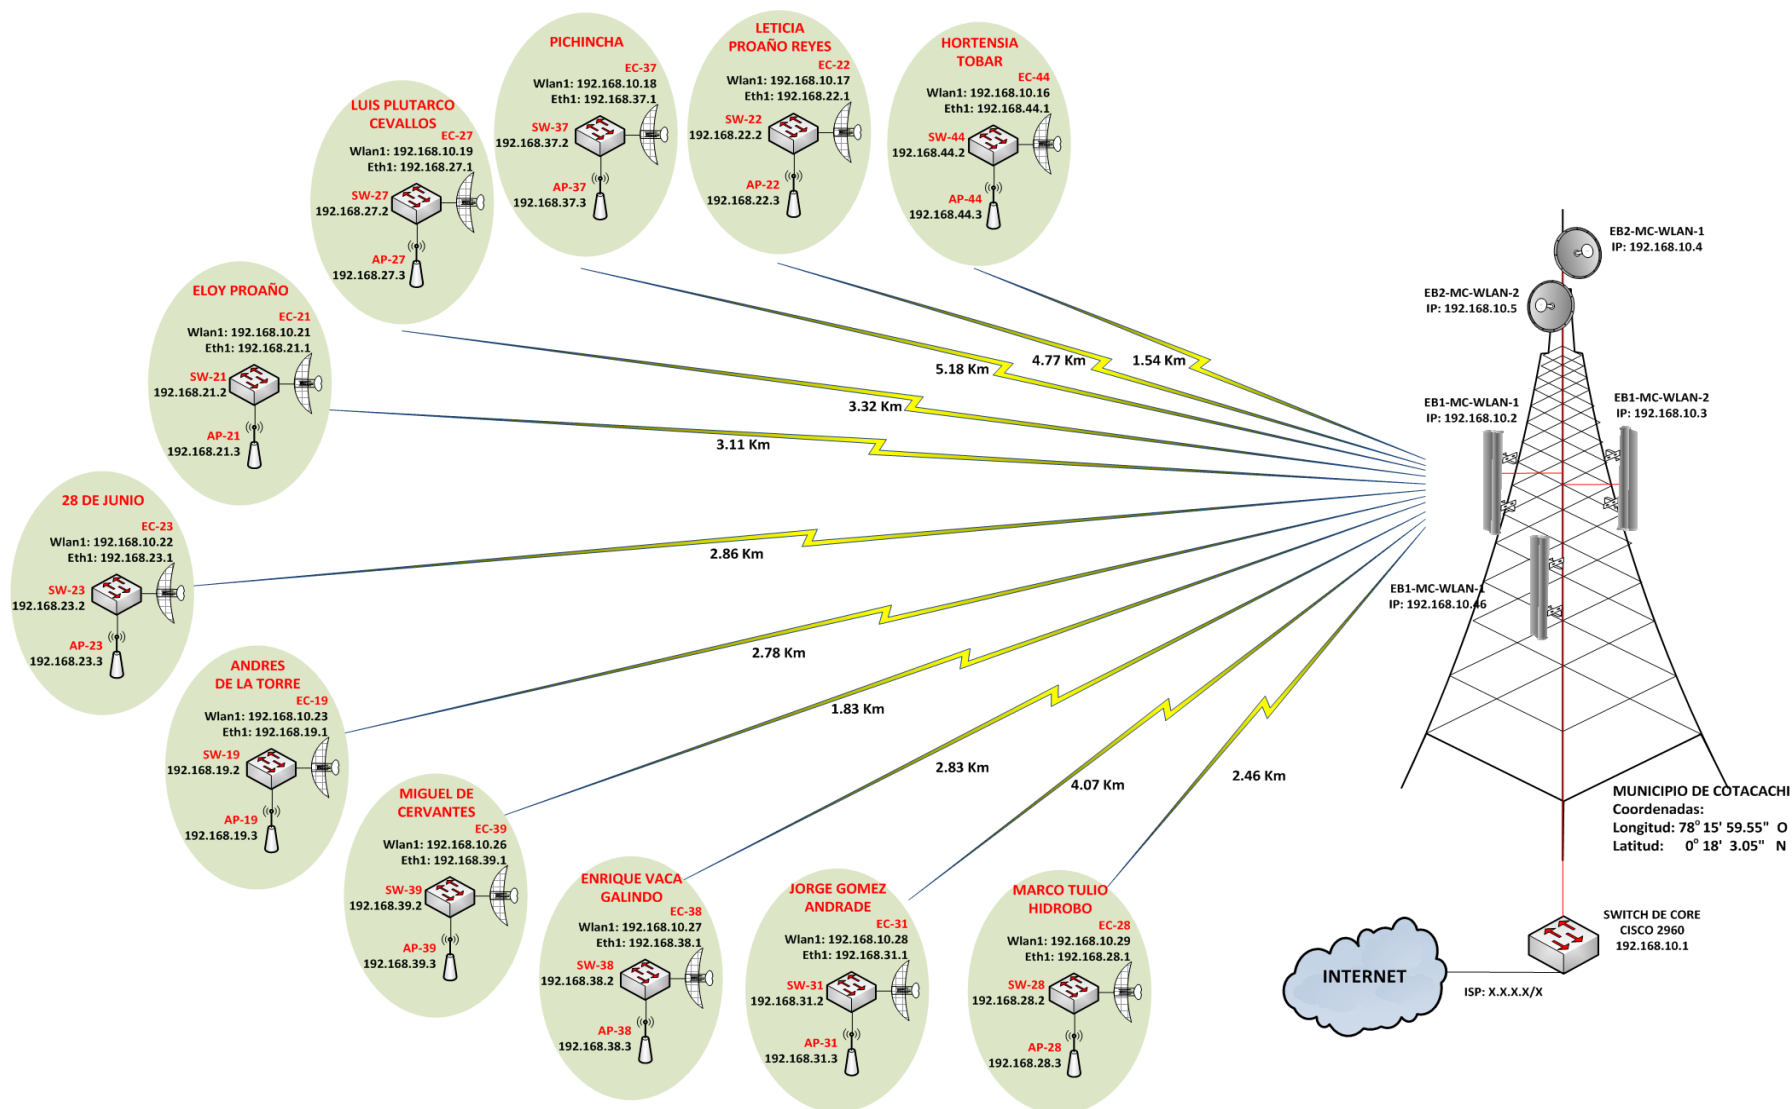 PICHINCHA
EC-37
Wlan1: 192.168.10.18
Eth1: 192.168.37.1
SW-37
192.168.37.2
AP-37
192.168.37.3
LETICIA
PROAÑO REYES
EC-22
Wlan1: 192.168.10.17
Eth1: 192.168.22.1
SW-22
192.168.22.2
AP-22
192.168.22.3
HORTENSIA
TOBAR
EC-44
Wlan1: 192.168.10.16
Eth1: 192.168.44.1
SW-44
192.168.44.2
AP-44
192.168.44.3
LUIS PLUTARCO
CEVALLOS
EC-27
Wlan1: 192.168.10.19
Eth1: 192.168.27.1
SW-27
192.168.27.2
AP-27
192.168.27.3
ELOY PROAÑO
EC-21
Wlan1: 192.168.10.21
Eth1: 192.168.21.1
SW-21
192.168.21.2
AP-21
192.168.21.3
28 DE JUNIO
EC-23
Wlan1: 192.168.10.22
Eth1: 192.168.23.1
SW-23
192.168.23.2
AP-23
192.168.23.3
ANDRES
DE LA TORRE
EC-19
Wlan1: 192.168.10.23
Eth1: 192.168.19.1
SW-19
192.168.19.2
AP-19
192.168.19.3
MIGUEL DE
CERVANTES
EC-39
Wlan1: 192.168.10.26
Eth1: 192.168.39.1
SW-39
192.168.39.2
AP-39
192.168.39.3
ENRIQUE VACA
GALINDO
EC-38
Wlan1: 192.168.10.27
Eth1: 192.168.38.1
SW-38
192.168.38.2
AP-38
192.168.38.3
JORGE GOMEZ
ANDRADE
EC-31
Wlan1: 192.168.10.28
Eth1: 192.168.31.1
SW-31
192.168.31.2
AP-31
192.168.31.3
MARCO TULIO
HIDROBO
EC-28
Wlan1: 192.168.10.29
Eth1: 192.168.28.1
SW-28
192.168.28.2
AP-28
192.168.28.3
5.18 Km
4.77 Km
1.54 Km
3.32 Km
3.11 Km
2.86 Km
2.78 Km
1.83 Km
2.83 Km
4.07 Km
2.46 Km
EB2-MC-WLAN-1
IP: 192.168.10.4
EB2-MC-WLAN-2
IP: 192.168.10.5
EB1-MC-WLAN-1
IP: 192.168.10.2
EB1-MC-WLAN-2
IP: 192.168.10.3
EB1-MC-WLAN-1
IP: 192.168.10.46
MUNICIPIO DE COTACACHI
Coordenadas:
Longitud: 78° 15' 59.55" O
Latitud: 0° 18' 3.05" N
SWITCH DE CORE
CISCO 2960
192.168.10.1
INTERNET
ISP: X.X.X.X/X